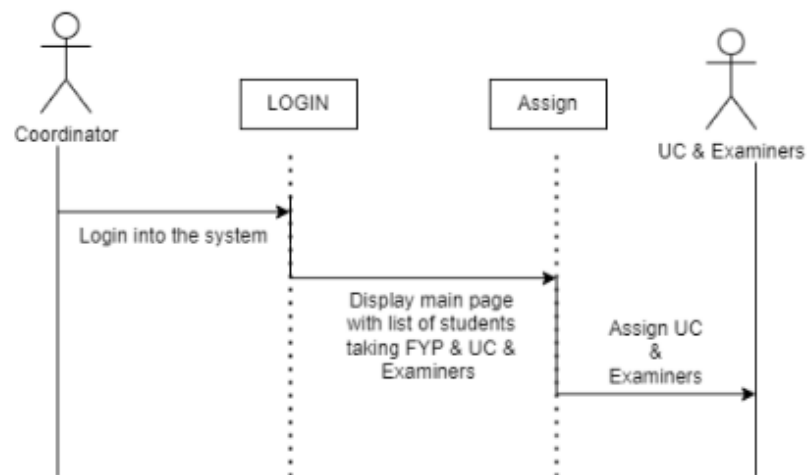 LOGIN
Assign
Coordinator
UC & Examiners
Login into the system
Display main page
with list of students
taking FYP & UC &
Examiners
Assign UC
&
Examiners